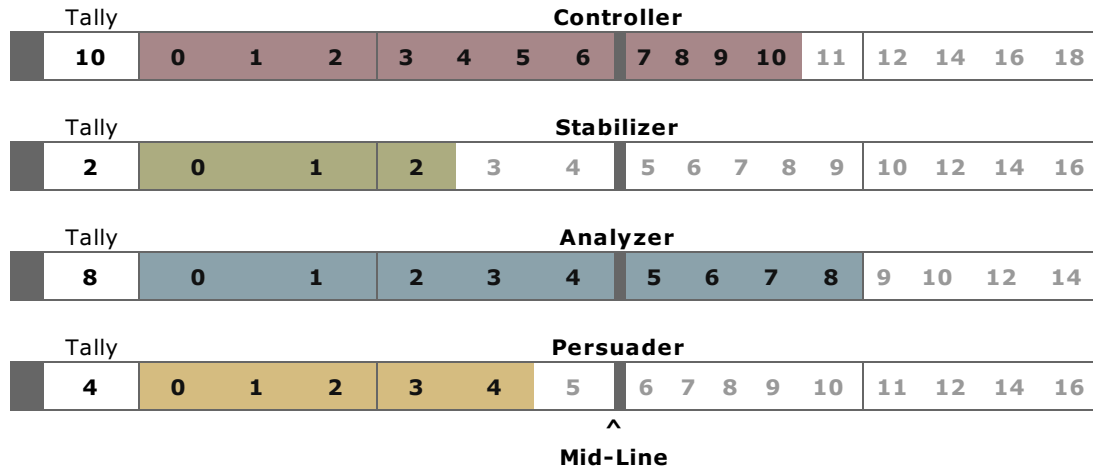 Tally Controller
10 0 1 2 3 4 5 6 7 8 9 10 11 12 14 16 18
Tally Stabilizer
2 0 1 2 3 4 5 6 7 8 9 10 12 14 16
Tally Analyzer
8 0 1 2 3 4 5 6 7 8 9 10 12 14
Tally Persuader
4 0 1 2 3 4 5 6 7 8 9 10 11 12 14 16
^
Mid-Line